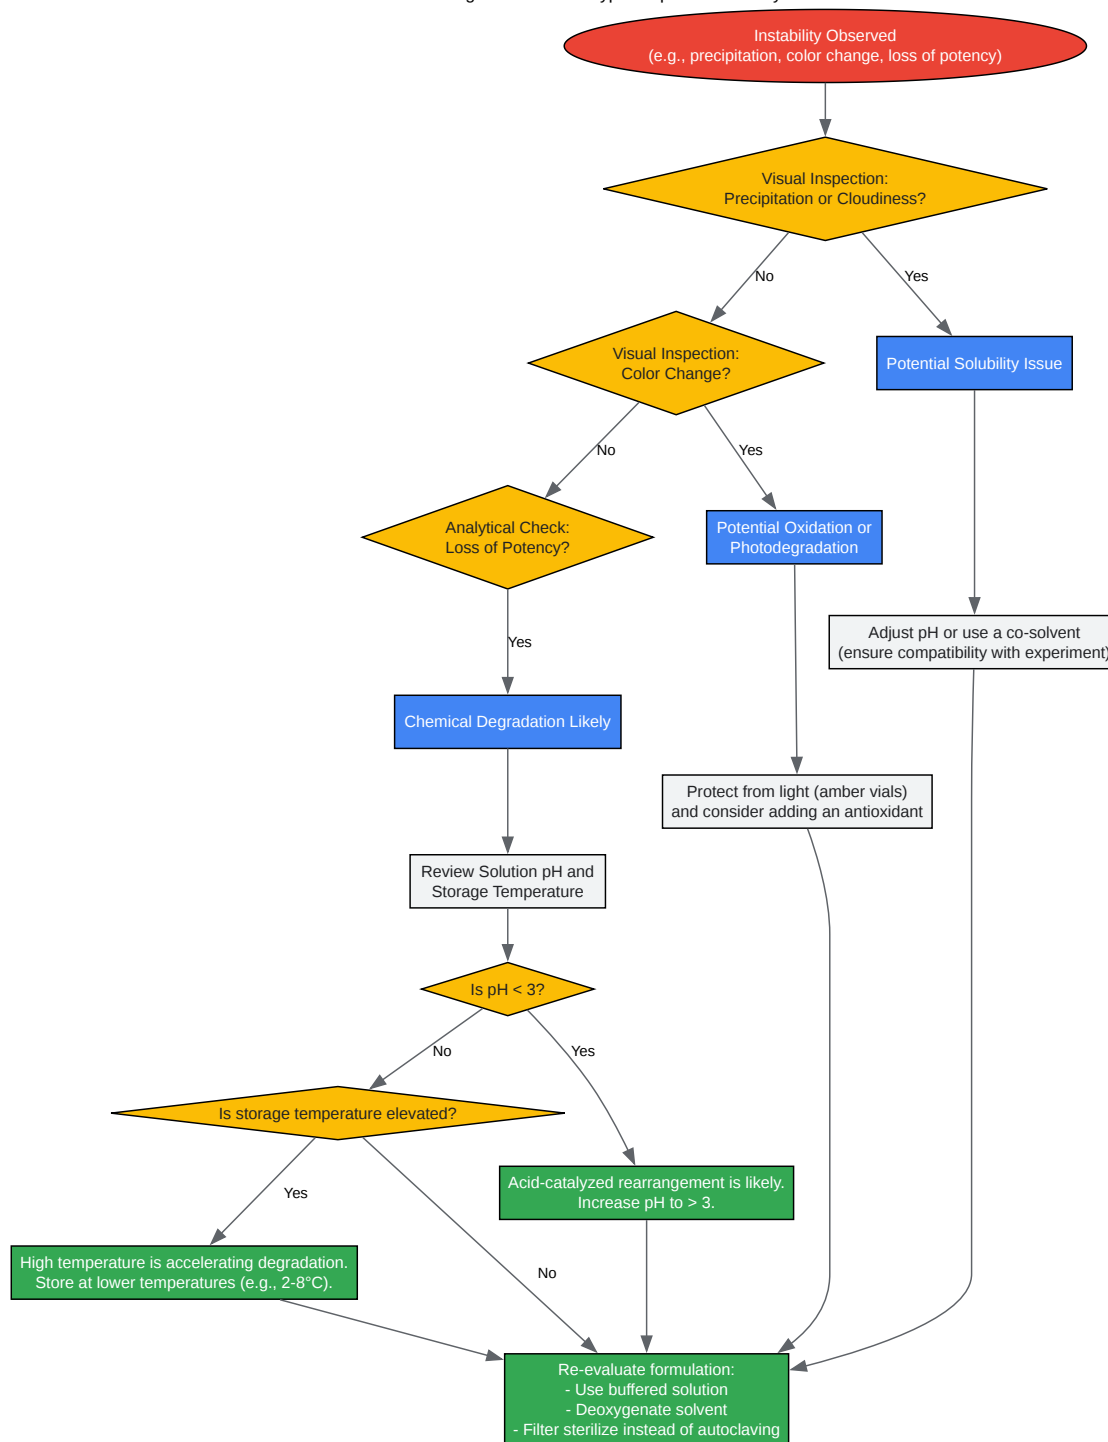 Instability Observed
(e.g., precipitation, color change, loss of potency)
Visual Inspection:
Precipitation or Cloudiness?
No
Yes
Visual Inspection:
Color Change?
Potential Solubility Issue
No
Yes
Analytical Check:
Loss of Potency?
Potential Oxidation or
Photodegradation
Adjust pH or use a co-solvent
(ensure compatibility with experiment)
Yes
Chemical Degradation Likely
Protect from light (amber vials)
and consider adding an antioxidant
Review Solution pH and
Storage Temperature
Is pH < 3?
No
Yes
Is storage temperature elevated?
Yes
Acid-catalyzed rearrangement is likely.
Increase pH to > 3.
High temperature is accelerating degradation.
Store at lower temperatures (e.g., 2-8°C).
No
Re-evaluate formulation:
- Use buffered solution
- Deoxygenate solvent
- Filter sterilize instead of autoclaving